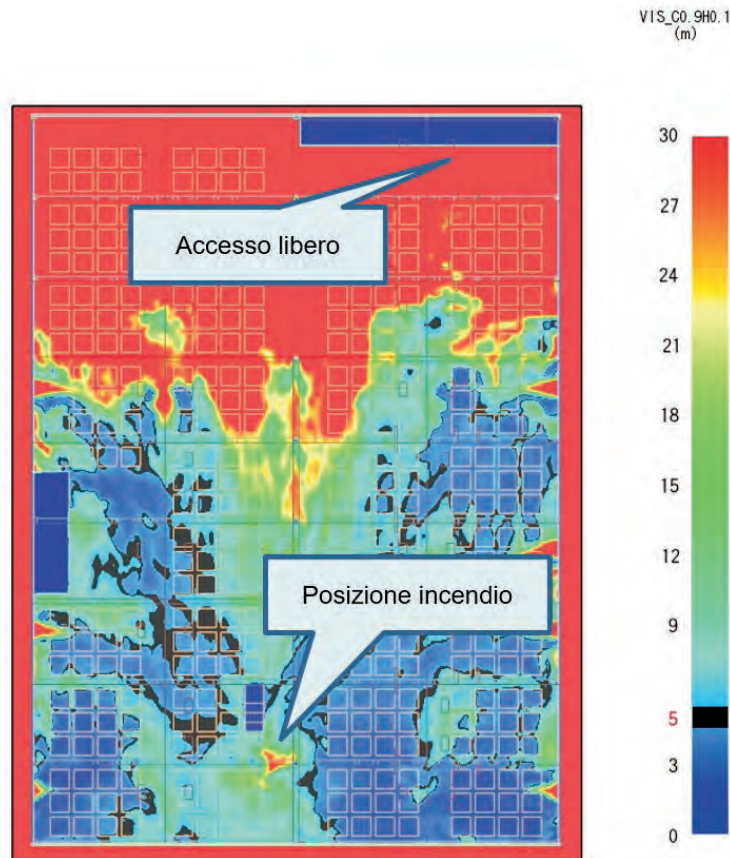 VIS_C0.9H0.1
(m)
Accesso libero
Posizione incendio
30
27
24
21
18
15
12
9
5
3
0